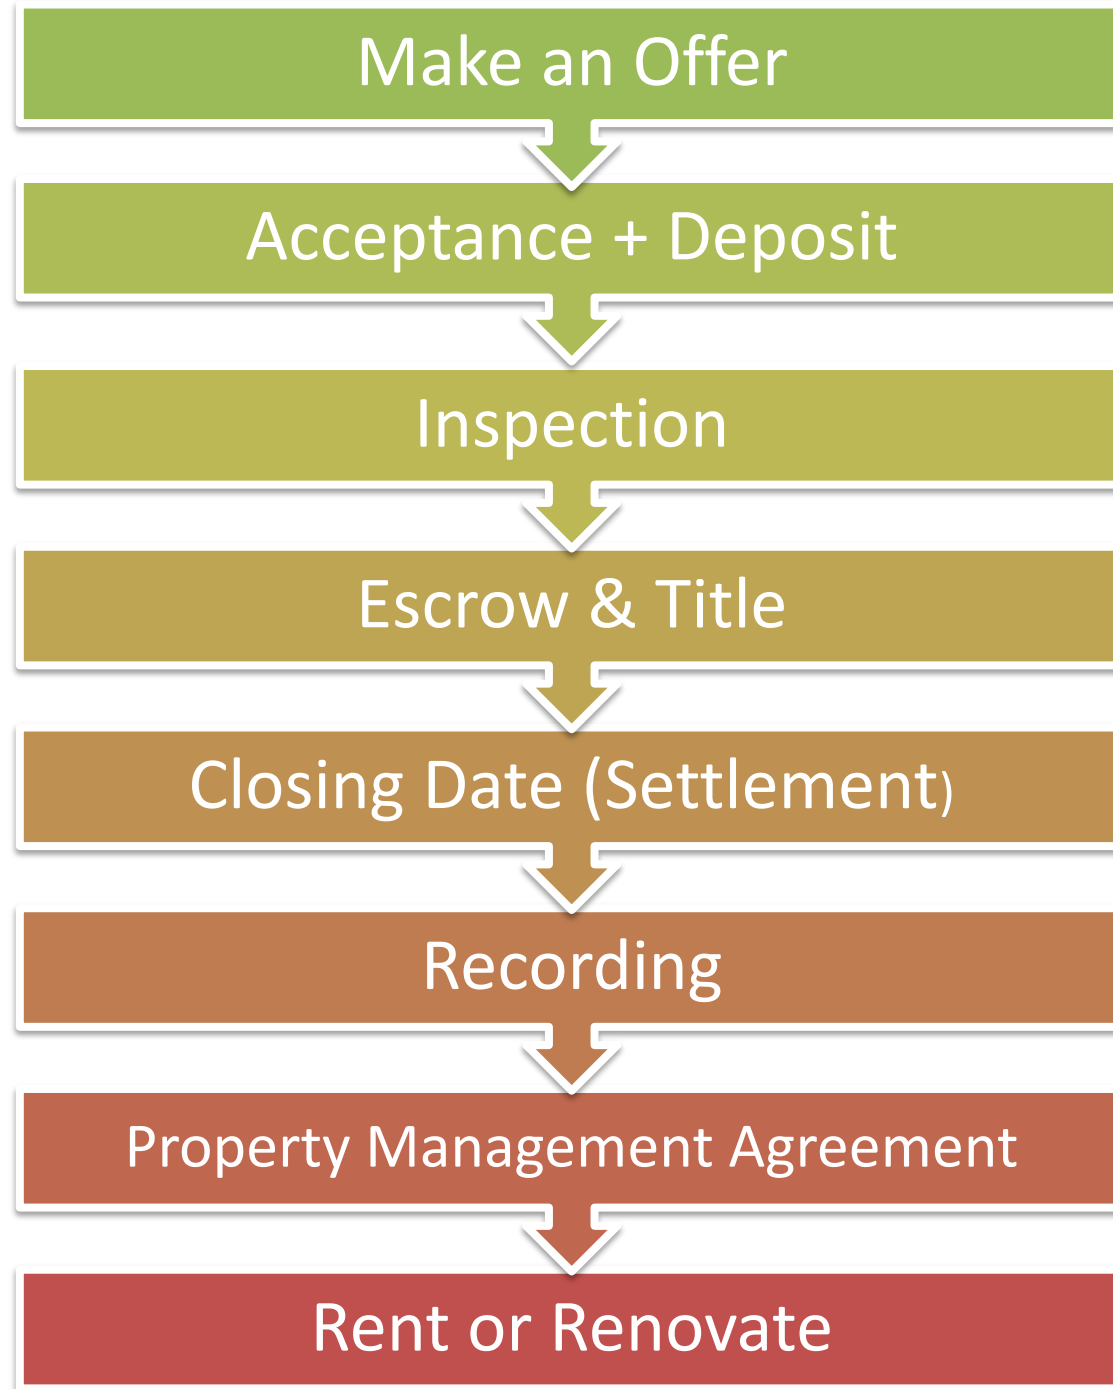 Make an Offer
Acceptance + Deposit
Inspection
Escrow & Title
Closing Date (Settlement)
Recording
Property Management Agreement
Rent or Renovate